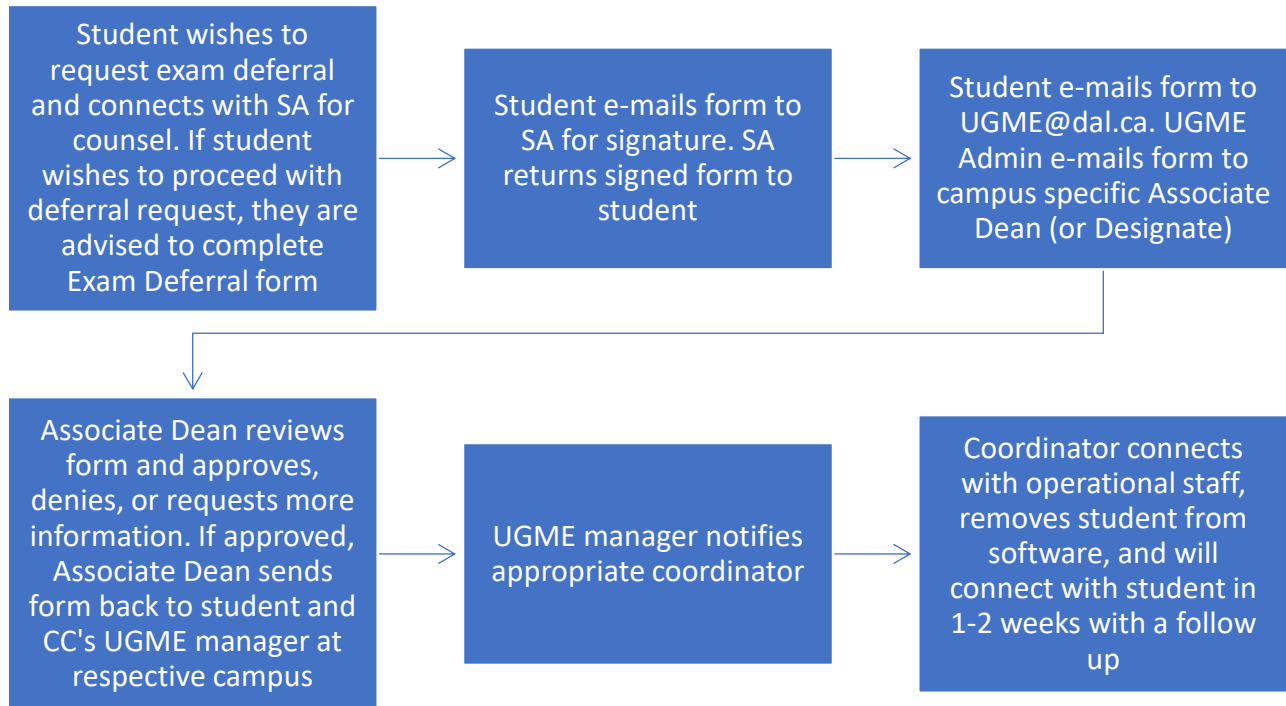 Student wishes to
request exam deferral
and connects with SA for
counsel. If student
wishes to proceed with
deferral request, they are
advised to complete
Exam Deferral form
Student e-mails form to
SA for signature. SA
returns signed form to
student
Student e-mails form to
UGME@dal.ca. UGME
Admin e-mails form to
campus specific Associate
Dean (or Designate)
Associate Dean reviews
form and approves,
denies, or requests more
information. If approved,
Associate Dean sends
form back to student and
CC's UGME manager at
respective campus
UGME manager notifies
appropriate coordinator
Coordinator connects
with operational staff,
removes student from
software, and will
connect with student in
1-2 weeks with a follow
up